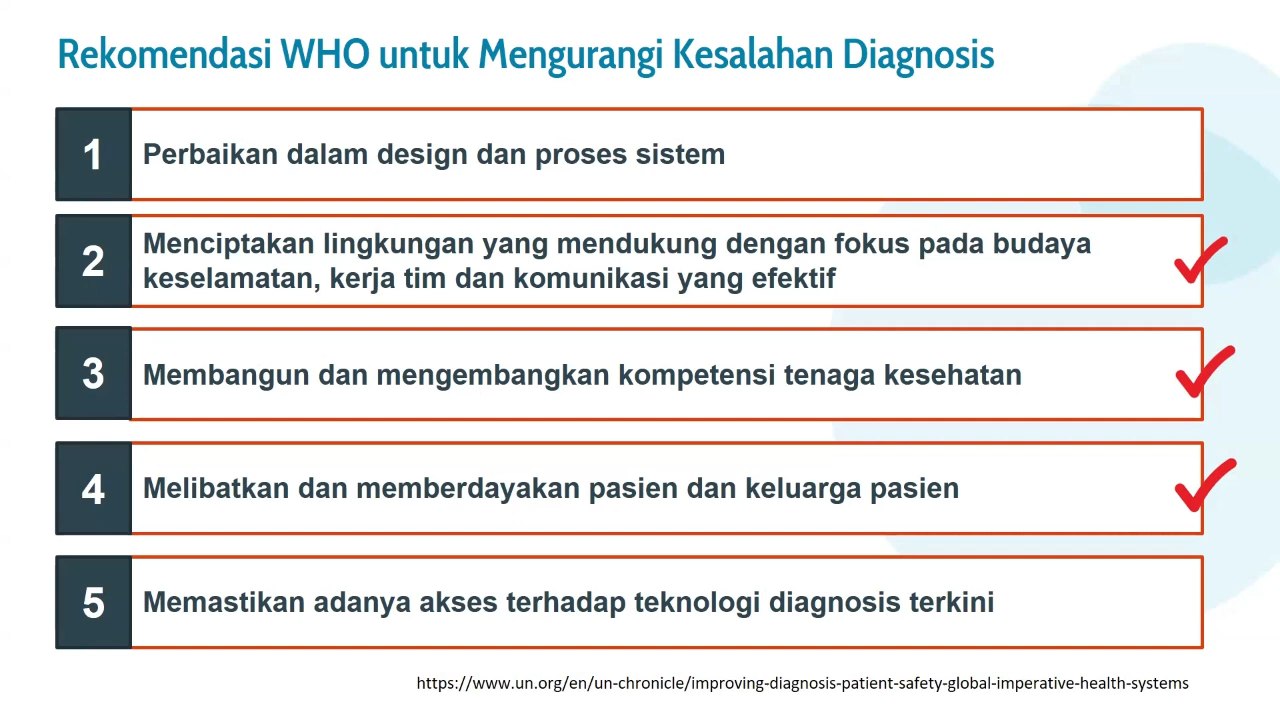 Rekomendasi WHO untuk Mengurangi Kesalahan Diagnosis
1
Perbaikan dalam design dan proses sistem
2
Menciptakan lingkungan yang mendukung dengan fokus pada budaya
keselamatan, kerja tim dan komunikasi yang efektif
3
Membangun dan mengembangkan kompetensi tenaga kesehatan
4
Melibatkan dan memberdayakan pasien dan keluarga pasien
5
Memastikan adanya akses terhadap teknologi diagnosis terkini
https://www.un.org/en/un-chronicle/improving-diagnosis-patient-safety-global-imperative-health-systems